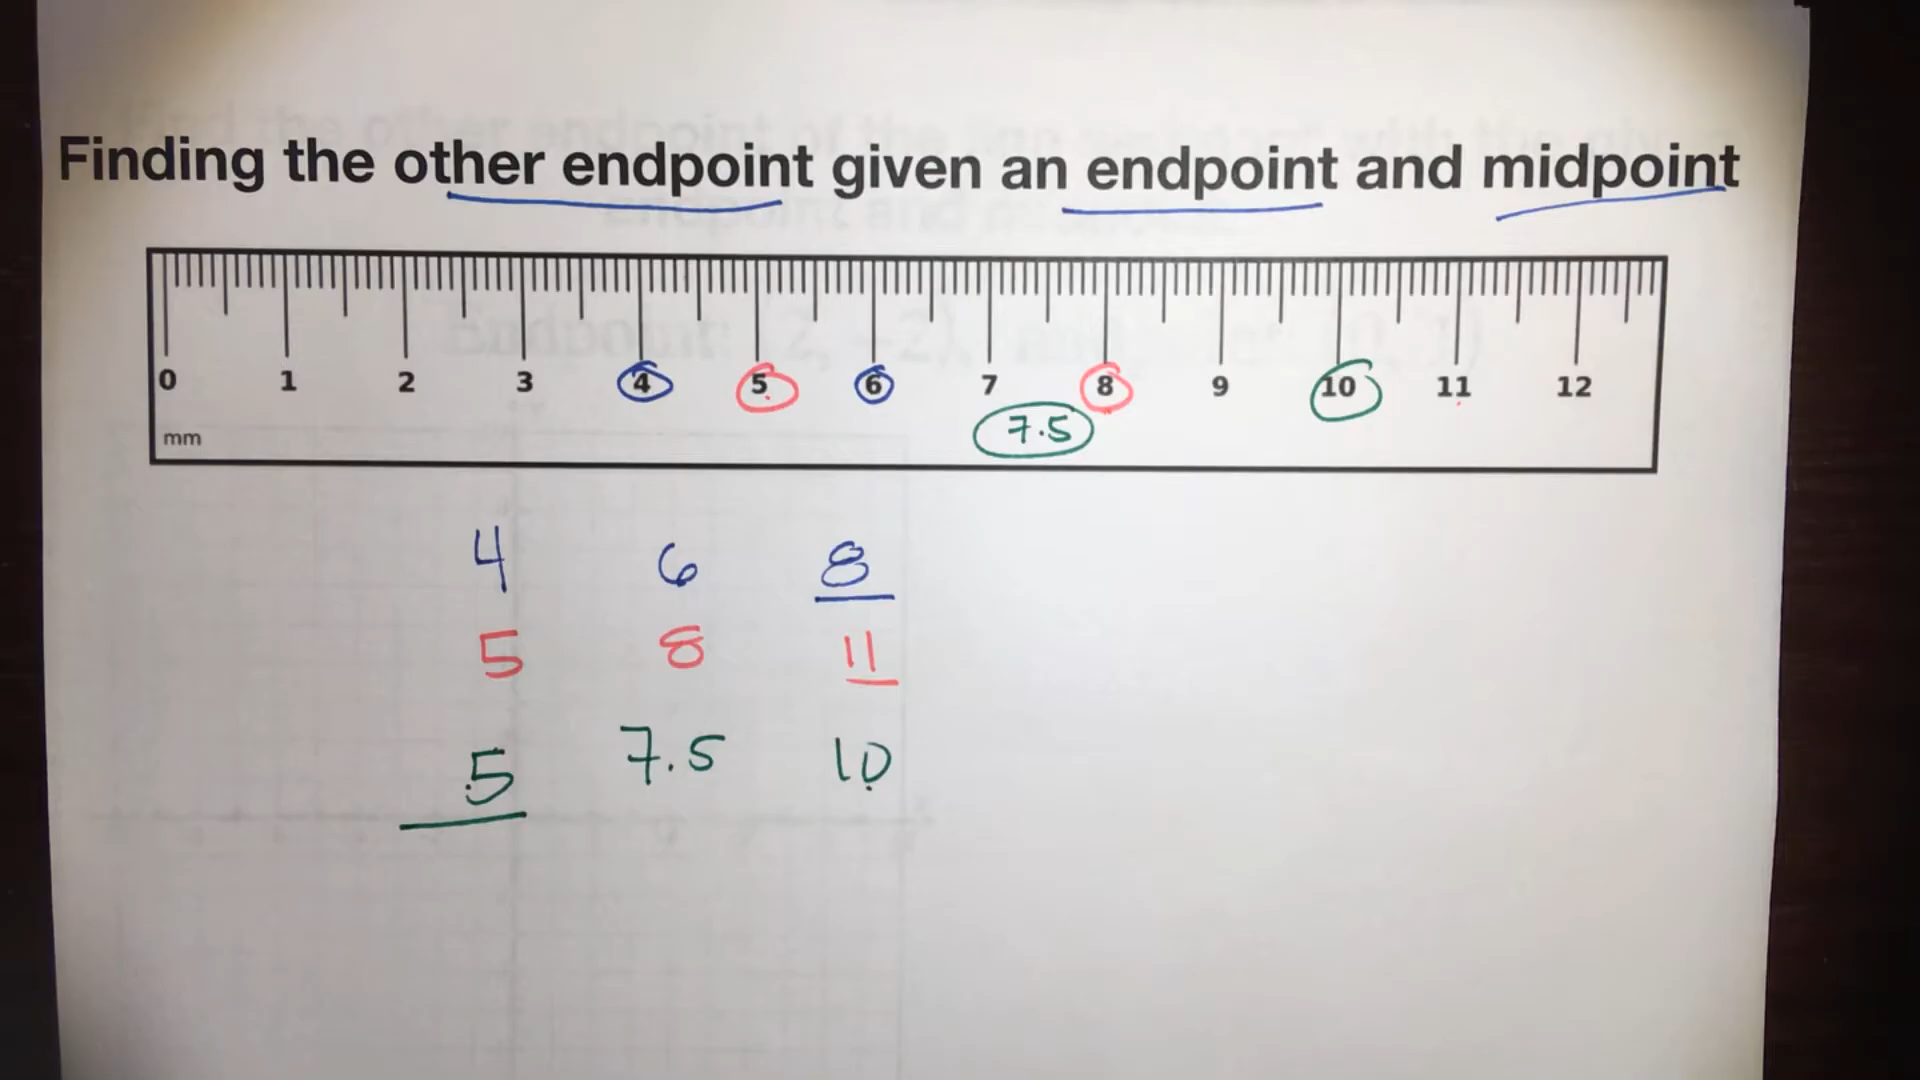 Finding the other endpoint given an endpoint and midpoint
0 1 2 3 4 5 6 7 8 9 10 11 12
7.5
mm
4 6 8
5 8 11
5 7.5 10